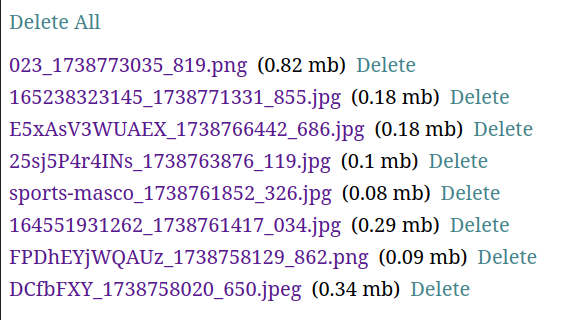 Delete All
023_1738773035_819.png (0.82 mb) Delete
165238323145_1738771331_855.jpg (0.18 mb) Delete
E5xAsV3WUAEX_1738766442_686.jpg (0.18 mb) Delete
25sj5P4r4INs_1738763876_119.jpg (0.1 mb) Delete
sports-masco_1738761852_326.jpg (0.08 mb) Delete
164551931262_1738761417_034.jpg (0.29 mb) Delete
FPDhEYjWQAUz_1738758129_862.png (0.09 mb) Delete
DCfbFXY_1738758020_650.jpeg (0.34 mb) Delete